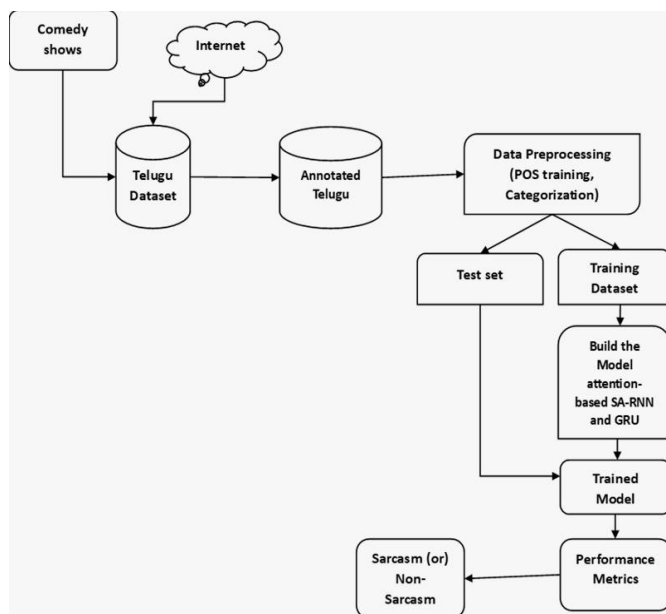 Comedy
shows
Internet
Telugu
Dataset
Annotated
Telugu
Data Preprocessing
(POS training,
Categorization)
Test set
Training
Dataset
Build the
Model
attention-
based SA-RNN
and GRU
Trained
Model
Performance
Metrics
Sarcasm (or)
Non-
Sarcasm